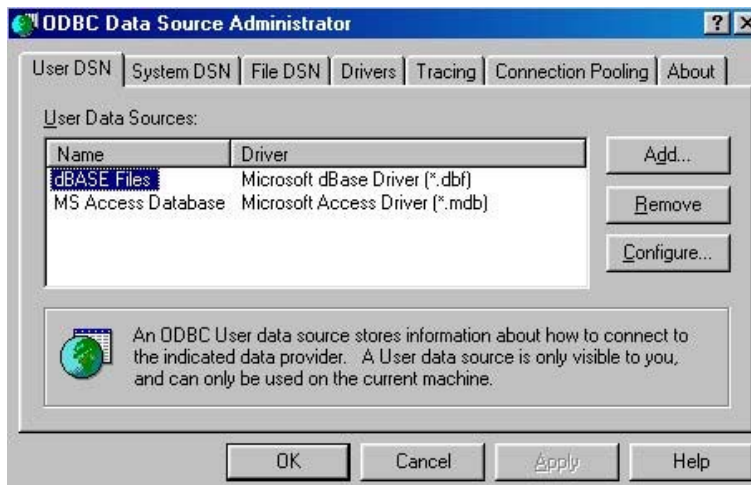 ODBC Data Source Administrator
User DSN System DSN File DSN Drivers Tracing Connection Pooling About
User Data Sources:
Name Driver
dBASE Files Microsoft dBase Driver (*.dbf)
MS Access Database Microsoft Access Driver (*.mdb)
Add...
Remove
Configure...
An ODBC User data source stores information about how to connect to
the indicated data provider. A User data source is only visible to you,
and can only be used on the current machine.
OK Cancel Apply Help